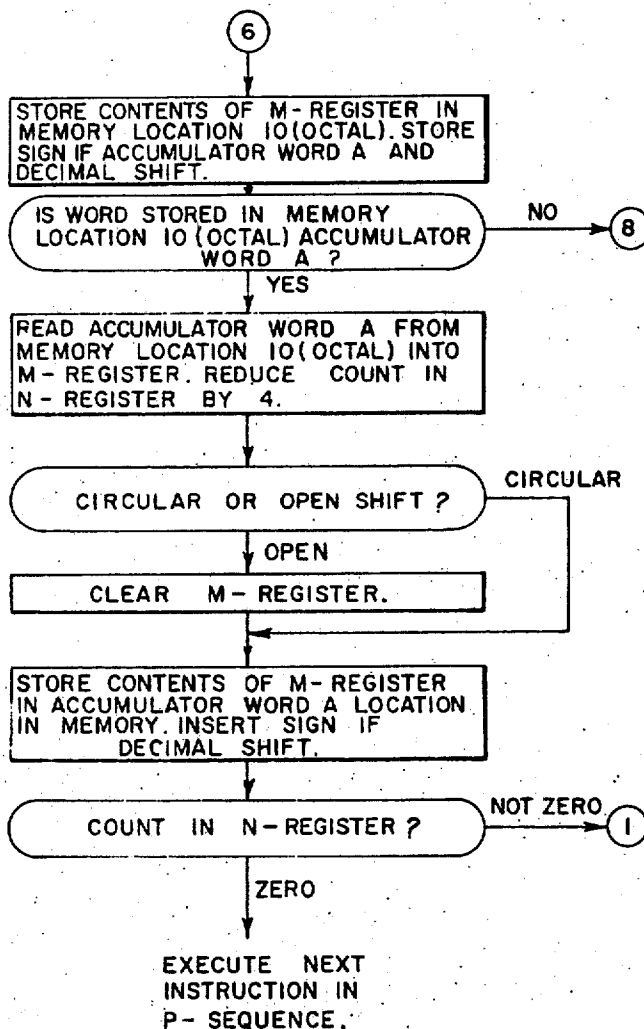 6
STORE CONTENTS OF M-REGISTER IN
MEMORY LOCATION 10(OCTAL). STORE
SIGN IF ACCUMULATOR WORD A AND
DECIMAL SHIFT.
IS WORD STORED IN MEMORY
LOCATION 10 (OCTAL) ACCUMULATOR
WORD A ?
NO
8
YES
READ ACCUMULATOR WORD A FROM
MEMORY LOCATION 10(OCTAL) INTO
M-REGISTER. REDUCE COUNT IN
N-REGISTER BY 4.
CIRCULAR OR OPEN SHIFT ?
CIRCULAR
OPEN
CLEAR M-REGISTER.
STORE CONTENTS OF M-REGISTER
IN ACCUMULATOR WORD A LOCATION
IN MEMORY. INSERT SIGN IF
DECIMAL SHIFT.
COUNT IN N-REGISTER ?
NOT ZERO
1
ZERO
EXECUTE NEXT
INSTRUCTION IN
P- SEQUENCE.